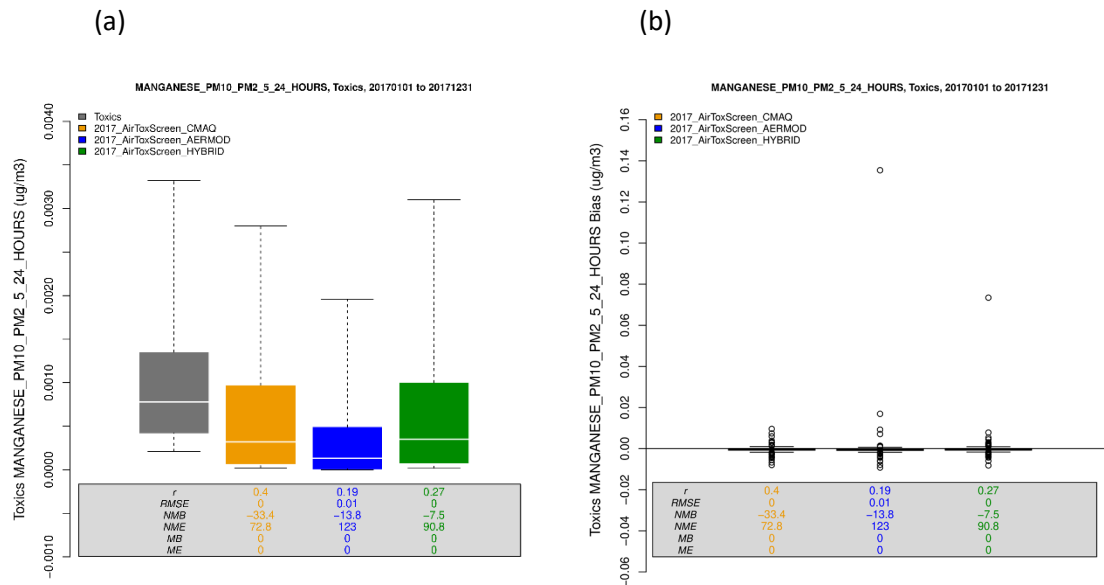 (a)
MANGANESE_PM10_PM2_5_24_HOURS, Toxics, 20170101 to 20171231
Toxics MANGANESE_PM10_PM2_5_24_HOURS (ug/m3)
0.0040
0.0030
0.0020
0.0010
0.0000
−0.0010
Toxics
2017_AirToxScreen_CMAQ
2017_AirToxScreen_AERMOD
2017_AirToxScreen_HYBRID
r 0.4 0.19 0.27
RMSE 0 0.01 0
NMB −33.4 −13.8 −7.5
NME 72.8 123 90.8
MB 0 0 0
ME 0 0 0
(b)
MANGANESE_PM10_PM2_5_24_HOURS, Toxics, 20170101 to 20171231
Toxics MANGANESE_PM10_PM2_5_24_HOURS Bias (ug/m3)
0.16
0.14
0.12
0.10
0.08
0.06
0.04
0.02
0.00
−0.02
−0.04
−0.06
2017_AirToxScreen_CMAQ
2017_AirToxScreen_AERMOD
2017_AirToxScreen_HYBRID
r 0.4 0.19 0.27
RMSE 0 0.01 0
NMB −33.4 −13.8 −7.5
NME 72.8 123 90.8
MB 0 0 0
ME 0 0 0